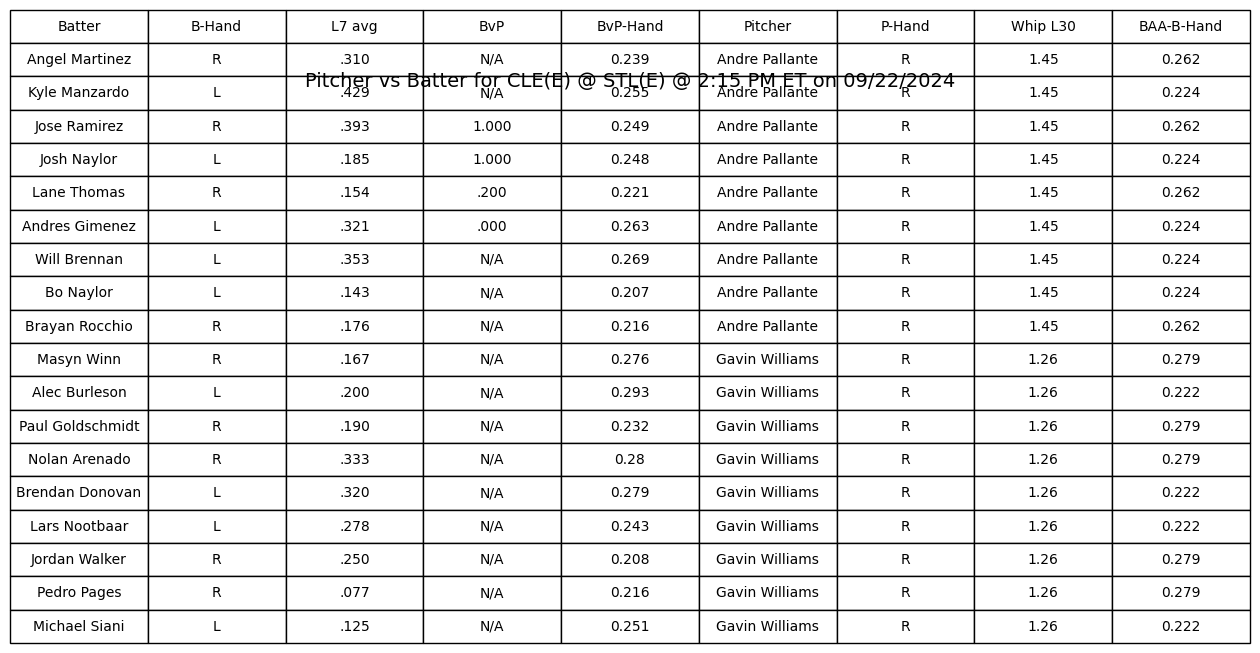 Batter B-Hand L7 avg BvP BvP-Hand Pitcher P-Hand Whip L30 BAA-B-Hand
Angel Martinez R .310 N/A 0.239 Andre Pallante R 1.45 0.262
Pitcher vs Batter for CLE(E) @ STL(E) @ 2:15 PM ET on 09/22/2024
Kyle Manzardo L .429 N/A 0.255 Andre Pallante R 1.45 0.224
Jose Ramirez R .393 1.000 0.249 Andre Pallante R 1.45 0.262
Josh Naylor L .185 1.000 0.248 Andre Pallante R 1.45 0.224
Lane Thomas R .154 .200 0.221 Andre Pallante R 1.45 0.262
Andres Gimenez L .321 .000 0.263 Andre Pallante R 1.45 0.224
Will Brennan L .353 N/A 0.269 Andre Pallante R 1.45 0.224
Bo Naylor L .143 N/A 0.207 Andre Pallante R 1.45 0.224
Brayan Rocchio R .176 N/A 0.216 Andre Pallante R 1.45 0.262
Masyn Winn R .167 N/A 0.276 Gavin Williams R 1.26 0.279
Alec Burleson L .200 N/A 0.293 Gavin Williams R 1.26 0.222
Paul Goldschmidt R .190 N/A 0.232 Gavin Williams R 1.26 0.279
Nolan Arenado R .333 N/A 0.28 Gavin Williams R 1.26 0.279
Brendan Donovan L .320 N/A 0.279 Gavin Williams R 1.26 0.222
Lars Nootbaar L .278 N/A 0.243 Gavin Williams R 1.26 0.222
Jordan Walker R .250 N/A 0.208 Gavin Williams R 1.26 0.279
Pedro Pages R .077 N/A 0.216 Gavin Williams R 1.26 0.279
Michael Siani L .125 N/A 0.251 Gavin Williams R 1.26 0.222